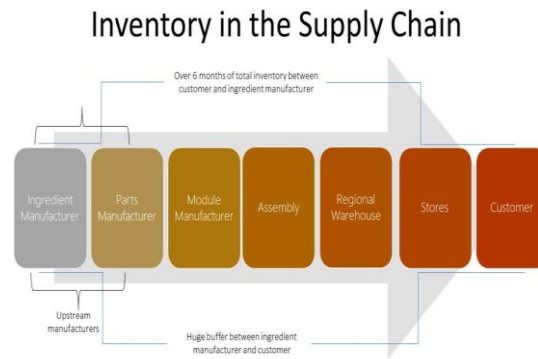 Inventory in the Supply Chain
Over 6 months of total inventory between
customer and ingredient manufacturer
Ingredient
Manufacturer
Parts
Manufacturer
Module
Manufacturer
Assembly
Regional
Warehouse
Stores
Customer
Upstream
manufacturers
Huge buffer between ingredient
manufacturer and customer